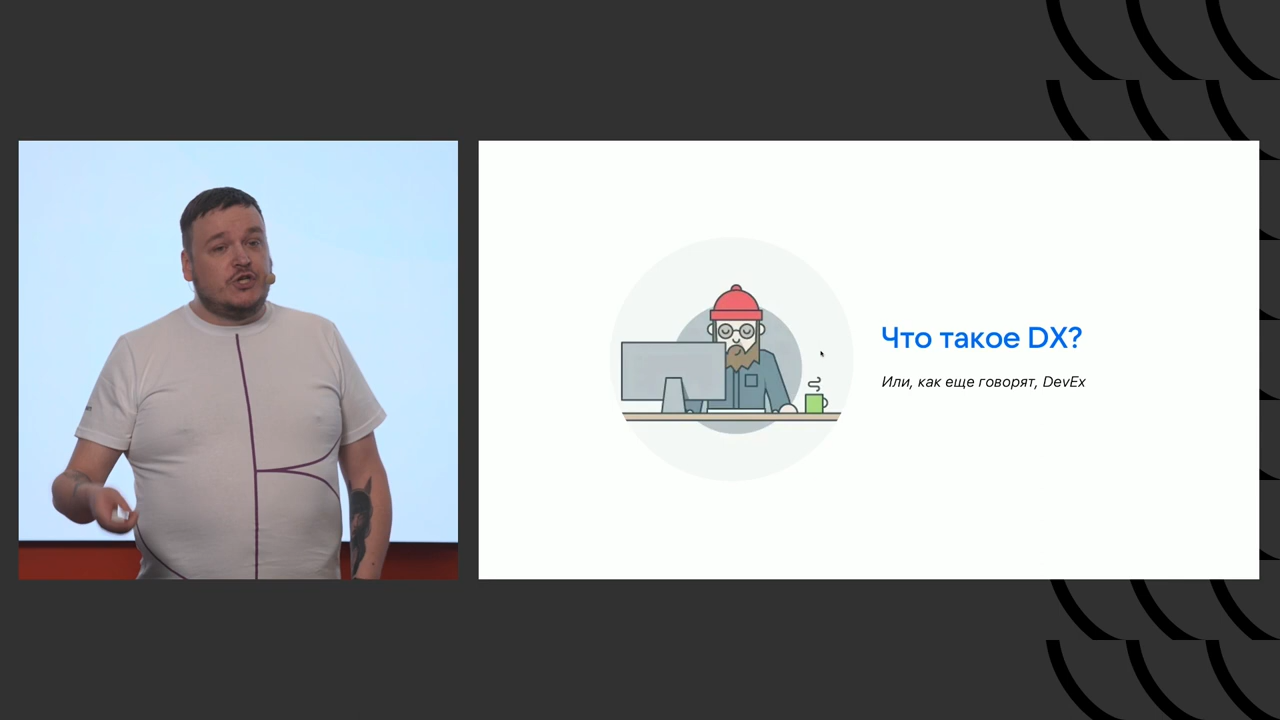 Что такое DX?
Или, как еще говорят, DevEx